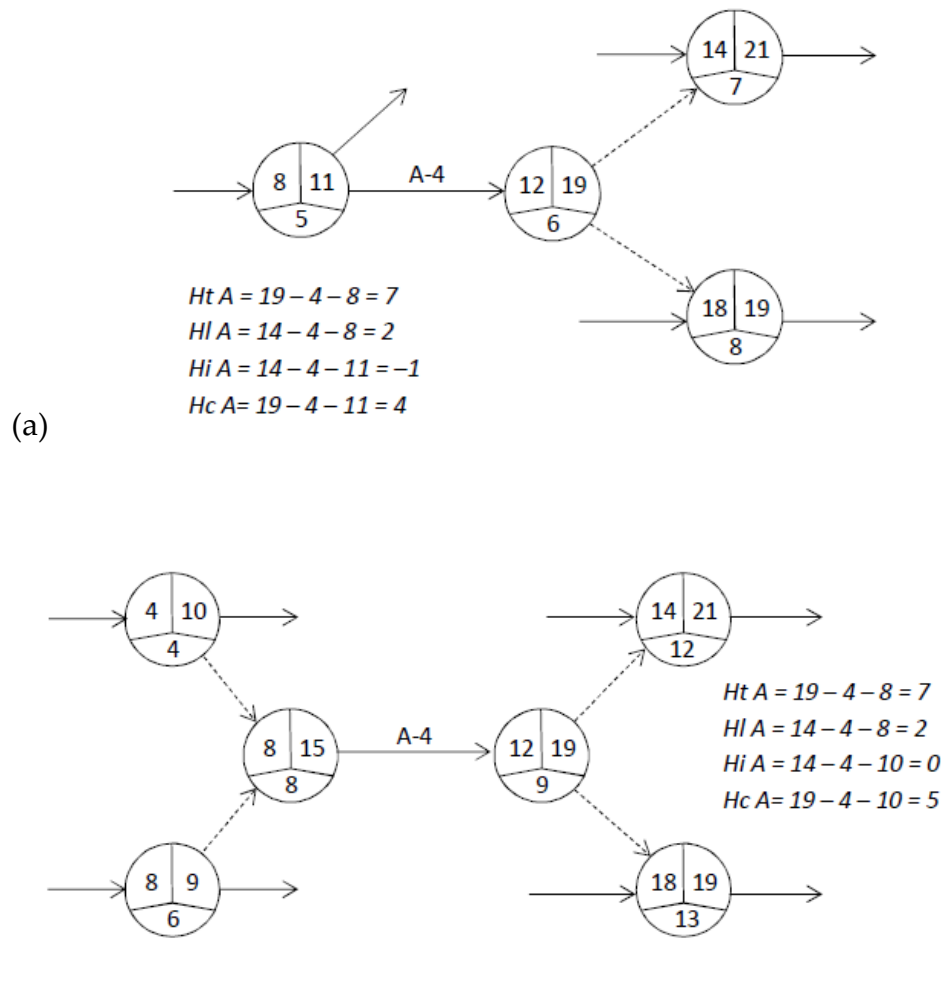 14 21
7
A-4
8 11
5
12 19
6
18 19
8
Ht A = 19 – 4 – 8 = 7
Hl A = 14 – 4 – 8 = 2
Hi A = 14 – 4 – 11 = –1
Hc A= 19 – 4 – 11 = 4
(a)
4 10
4
14 21
12
Ht A = 19 – 4 – 8 = 7
Hl A = 14 – 4 – 8 = 2
Hi A = 14 – 4 – 10 = 0
Hc A= 19 – 4 – 10 = 5
A-4
8 15
8
12 19
9
8 9
6
18 19
13